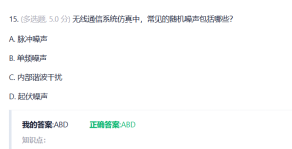 15. (多选题, 5.0 分) 无线通信系统仿真中，常见的随机噪声包括哪些?
A. 脉冲噪声
B. 单频噪声
C. 内部谐波干扰
D. 起伏噪声
我的答案:ABD 正确答案:ABD
知识点：